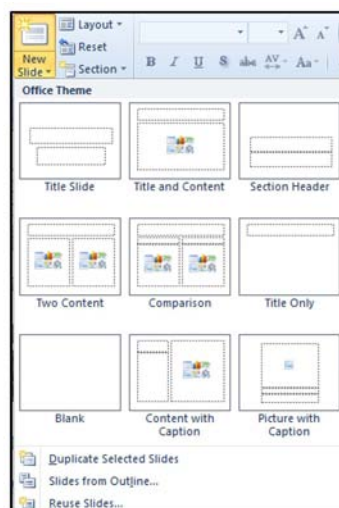 Layout
Reset
New
Slide
Section
B I U S abc AV Aa
A A
Office Theme
Title Slide
Title and Content
Section Header
Two Content
Comparison
Title Only
Blank
Content with
Caption
Picture with
Caption
Duplicate Selected Slides
Slides from Outline...
Reuse Slides...